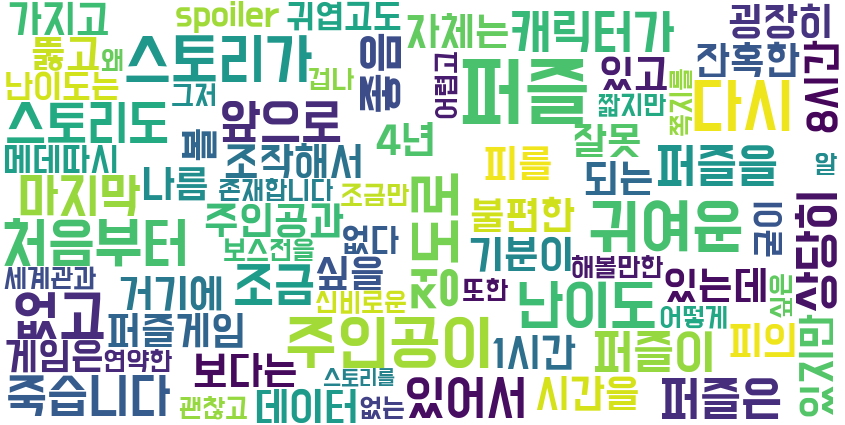 가지고
spoiler
귀엽고도
자체는
캐릭터가
굉장히
뚫고
왜
스토리가
겁나
좋음
어렵고
퍼즐
있고
짧지만
쪽지를
잔혹한
8시간
난이도는
그저
스토리도
풀
앞으로
4년
잘못
다시
메데따시
조작해서
피를
되는
퍼즐을
알
마지막
나름
존재합니다
조금만
정도로
불편한
귀여운
굳이
상당히
처음부터
주인공과
보스전을
없다
기분이
해볼만한
있는데
세계관과
거기에
조금
싶을
신비로운
또한
난이도
어떻게
싶은
있지만
없고
퍼즐게임
주인공이
1시간
퍼즐이
피의
게임은
연약한
보다는
스토리를
있어서
시간을
퍼즐은
죽습니다
괜찮고
데이터
없는